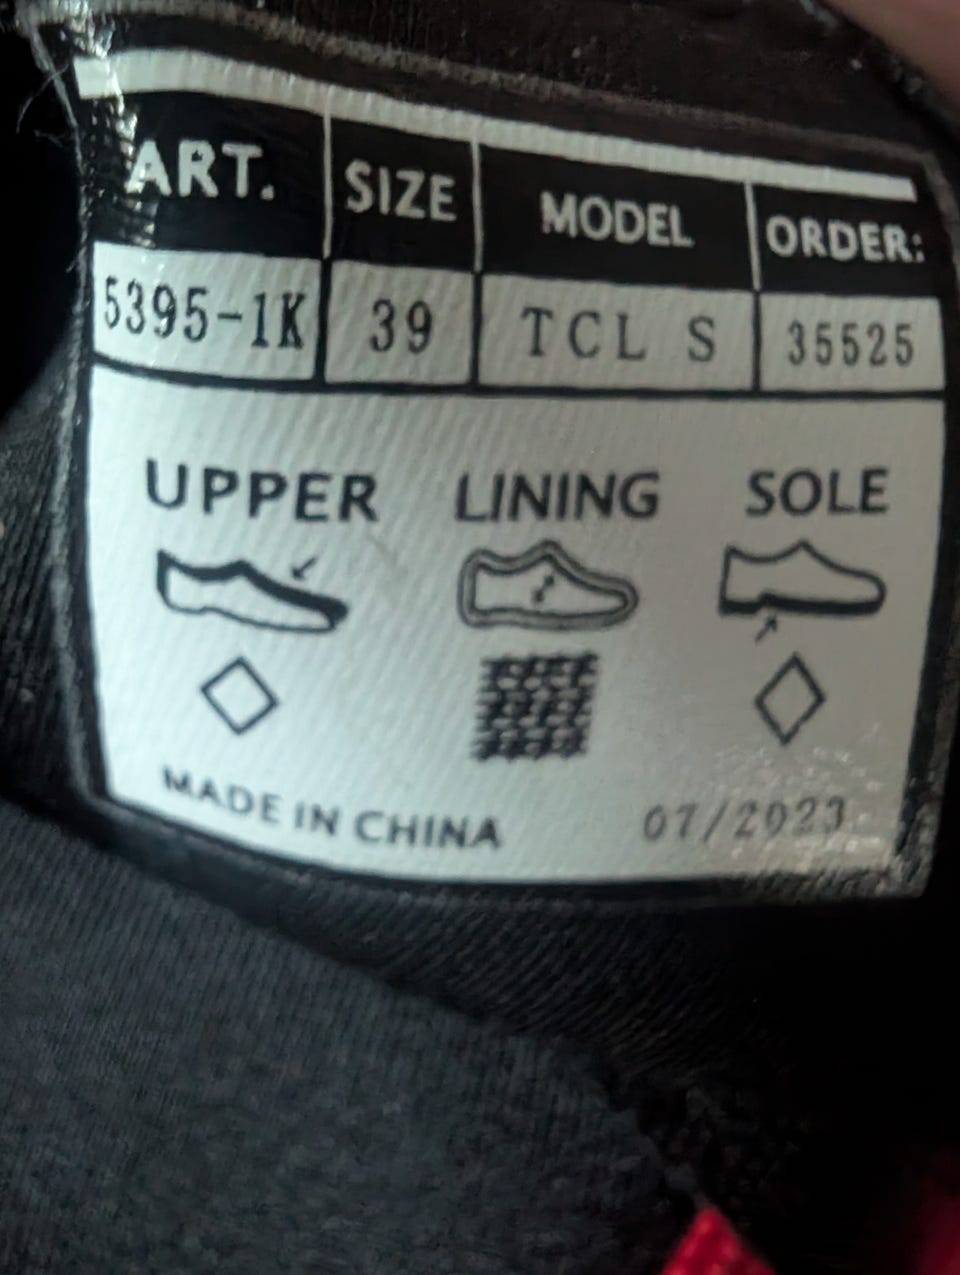 ART. SIZE MODEL ORDER:
5395-1K 39 TCL S 35525
UPPER LINING SOLE
MADE IN CHINA 07/2023